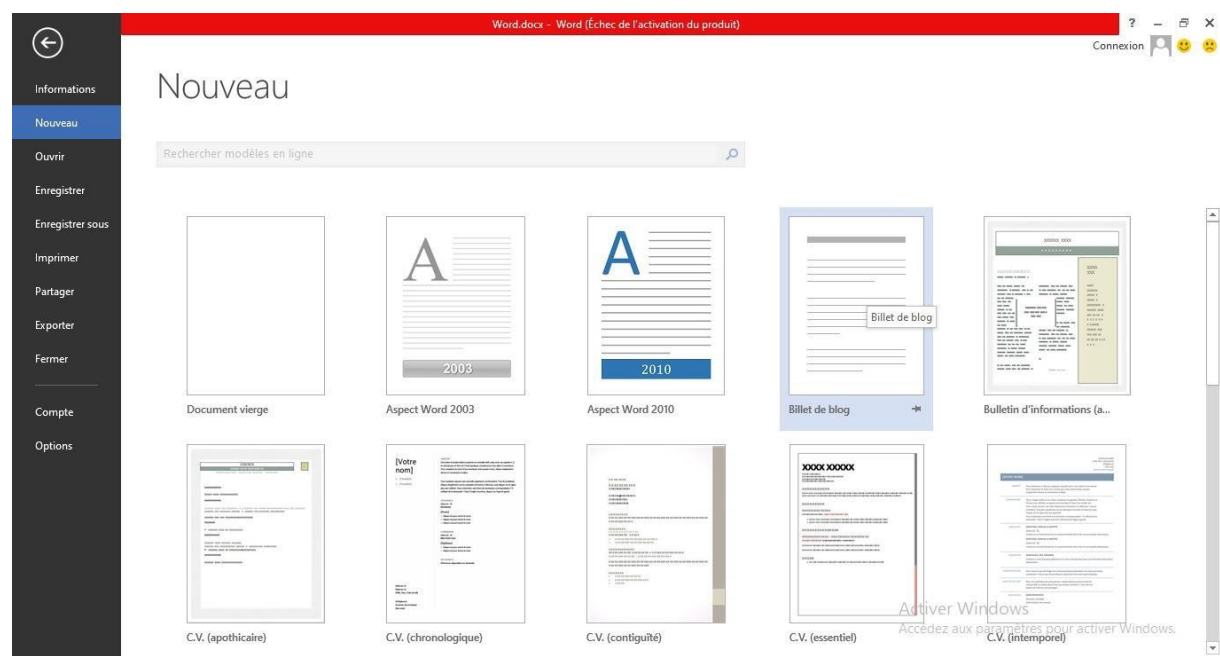 Word.docx - Word (Échec de l'activation du produit)
?
Connexion
Informations
Nouveau
Ouvrir
Enregistrer
Enregistrer sous
Imprimer
Partager
Exporter
Fermer
Compte
Options
Nouveau
Rechercher modèles en ligne
A
2003
A
2010
Billet de blog
XXXXX XXXX
Document vierge
Aspect Word 2003
Aspect Word 2010
Billet de blog
Bulletin d'informations (a...
[Votre
nom]
XXXX XXXXX
C.V. (apothicaire)
C.V. (chronologique)
C.V. (contiguïté)
C.V. (essentiel)
C.V. (intemporel)
Activer Windows
Accédez aux paramètres pour activer Windows.